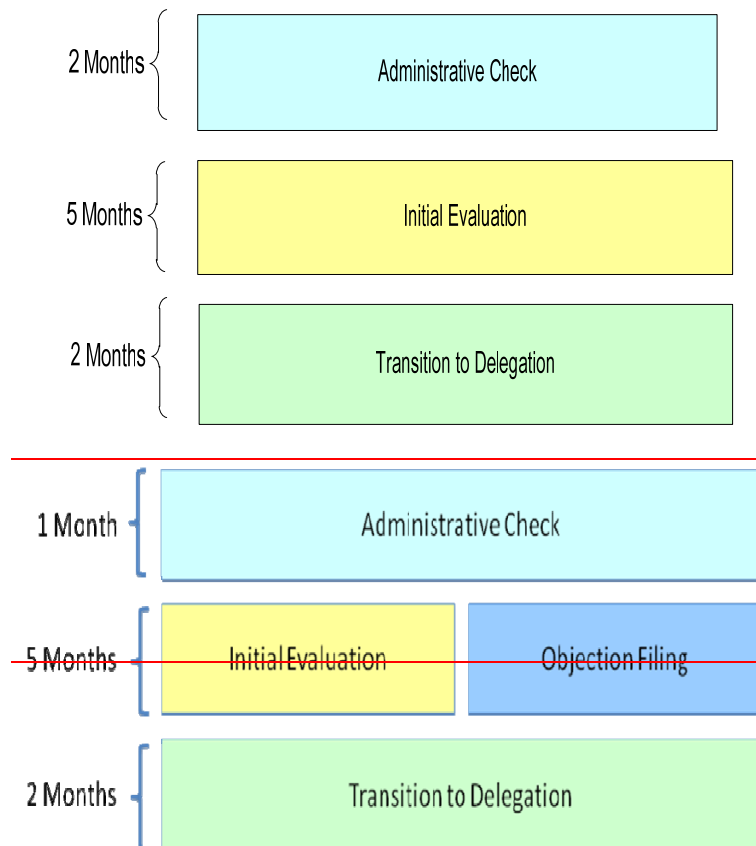 2 Months
Administrative Check
5 Months
Initial Evaluation
2 Months
Transition to Delegation
1 Month
Administrative Check
5 Months
Initial Evaluation
Objection Filing
2 Months
Transition to Delegation